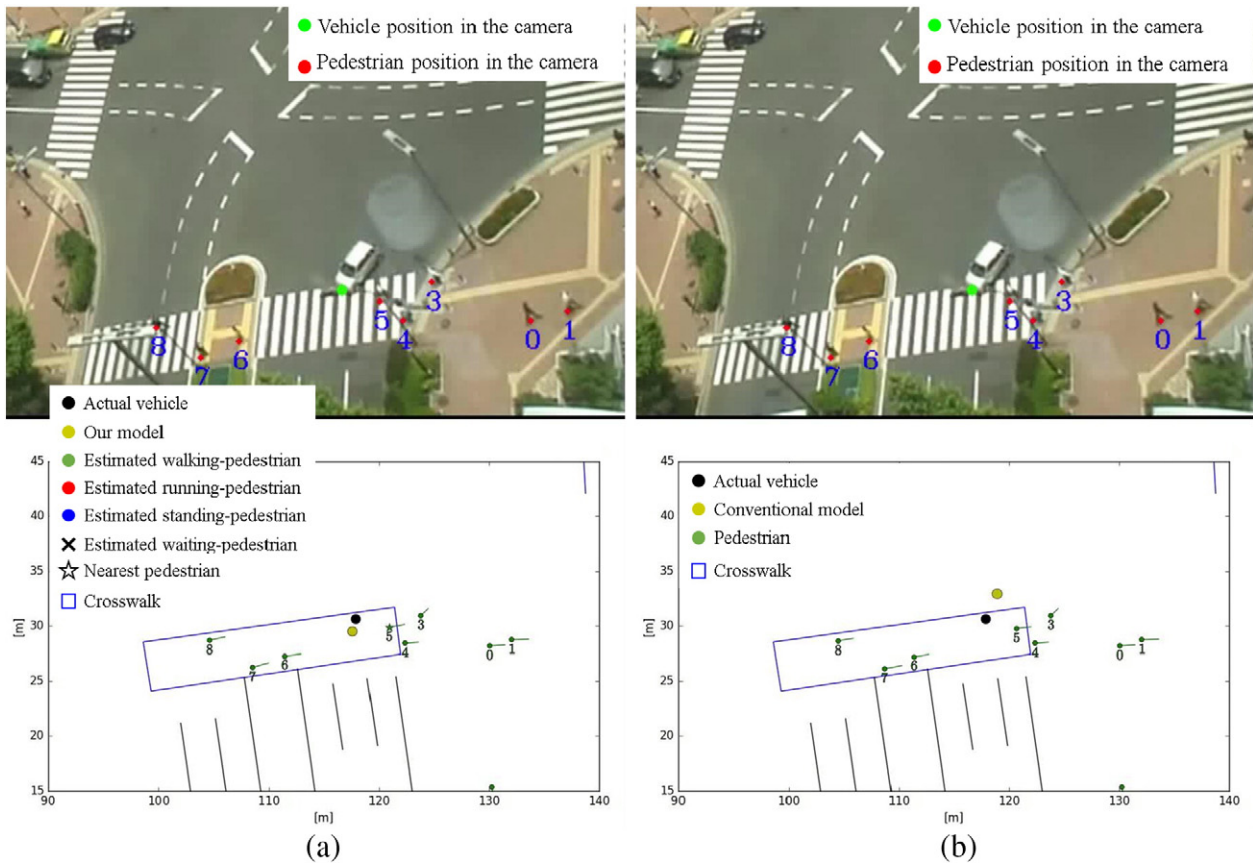 Vehicle position in the camera
Pedestrian position in the camera
3
5
4
0
1
8
6
7
Vehicle position in the camera
Pedestrian position in the camera
3
5
4
0
1
8
6
7
Actual vehicle
Our model
Estimated walking-pedestrian
Estimated running-pedestrian
Estimated standing-pedestrian
Estimated waiting-pedestrian
Nearest pedestrian
Crosswalk
45
40
35
30
25
20
15
[m]
8
7
6
5
3
4
0
1
90 100 110 120 130 140
[m]
(a)
Actual vehicle
Conventional model
Pedestrian
Crosswalk
45
40
35
30
25
20
15
[m]
8
7
6
5
3
4
0
1
90 100 110 120 130 140
[m]
(b)